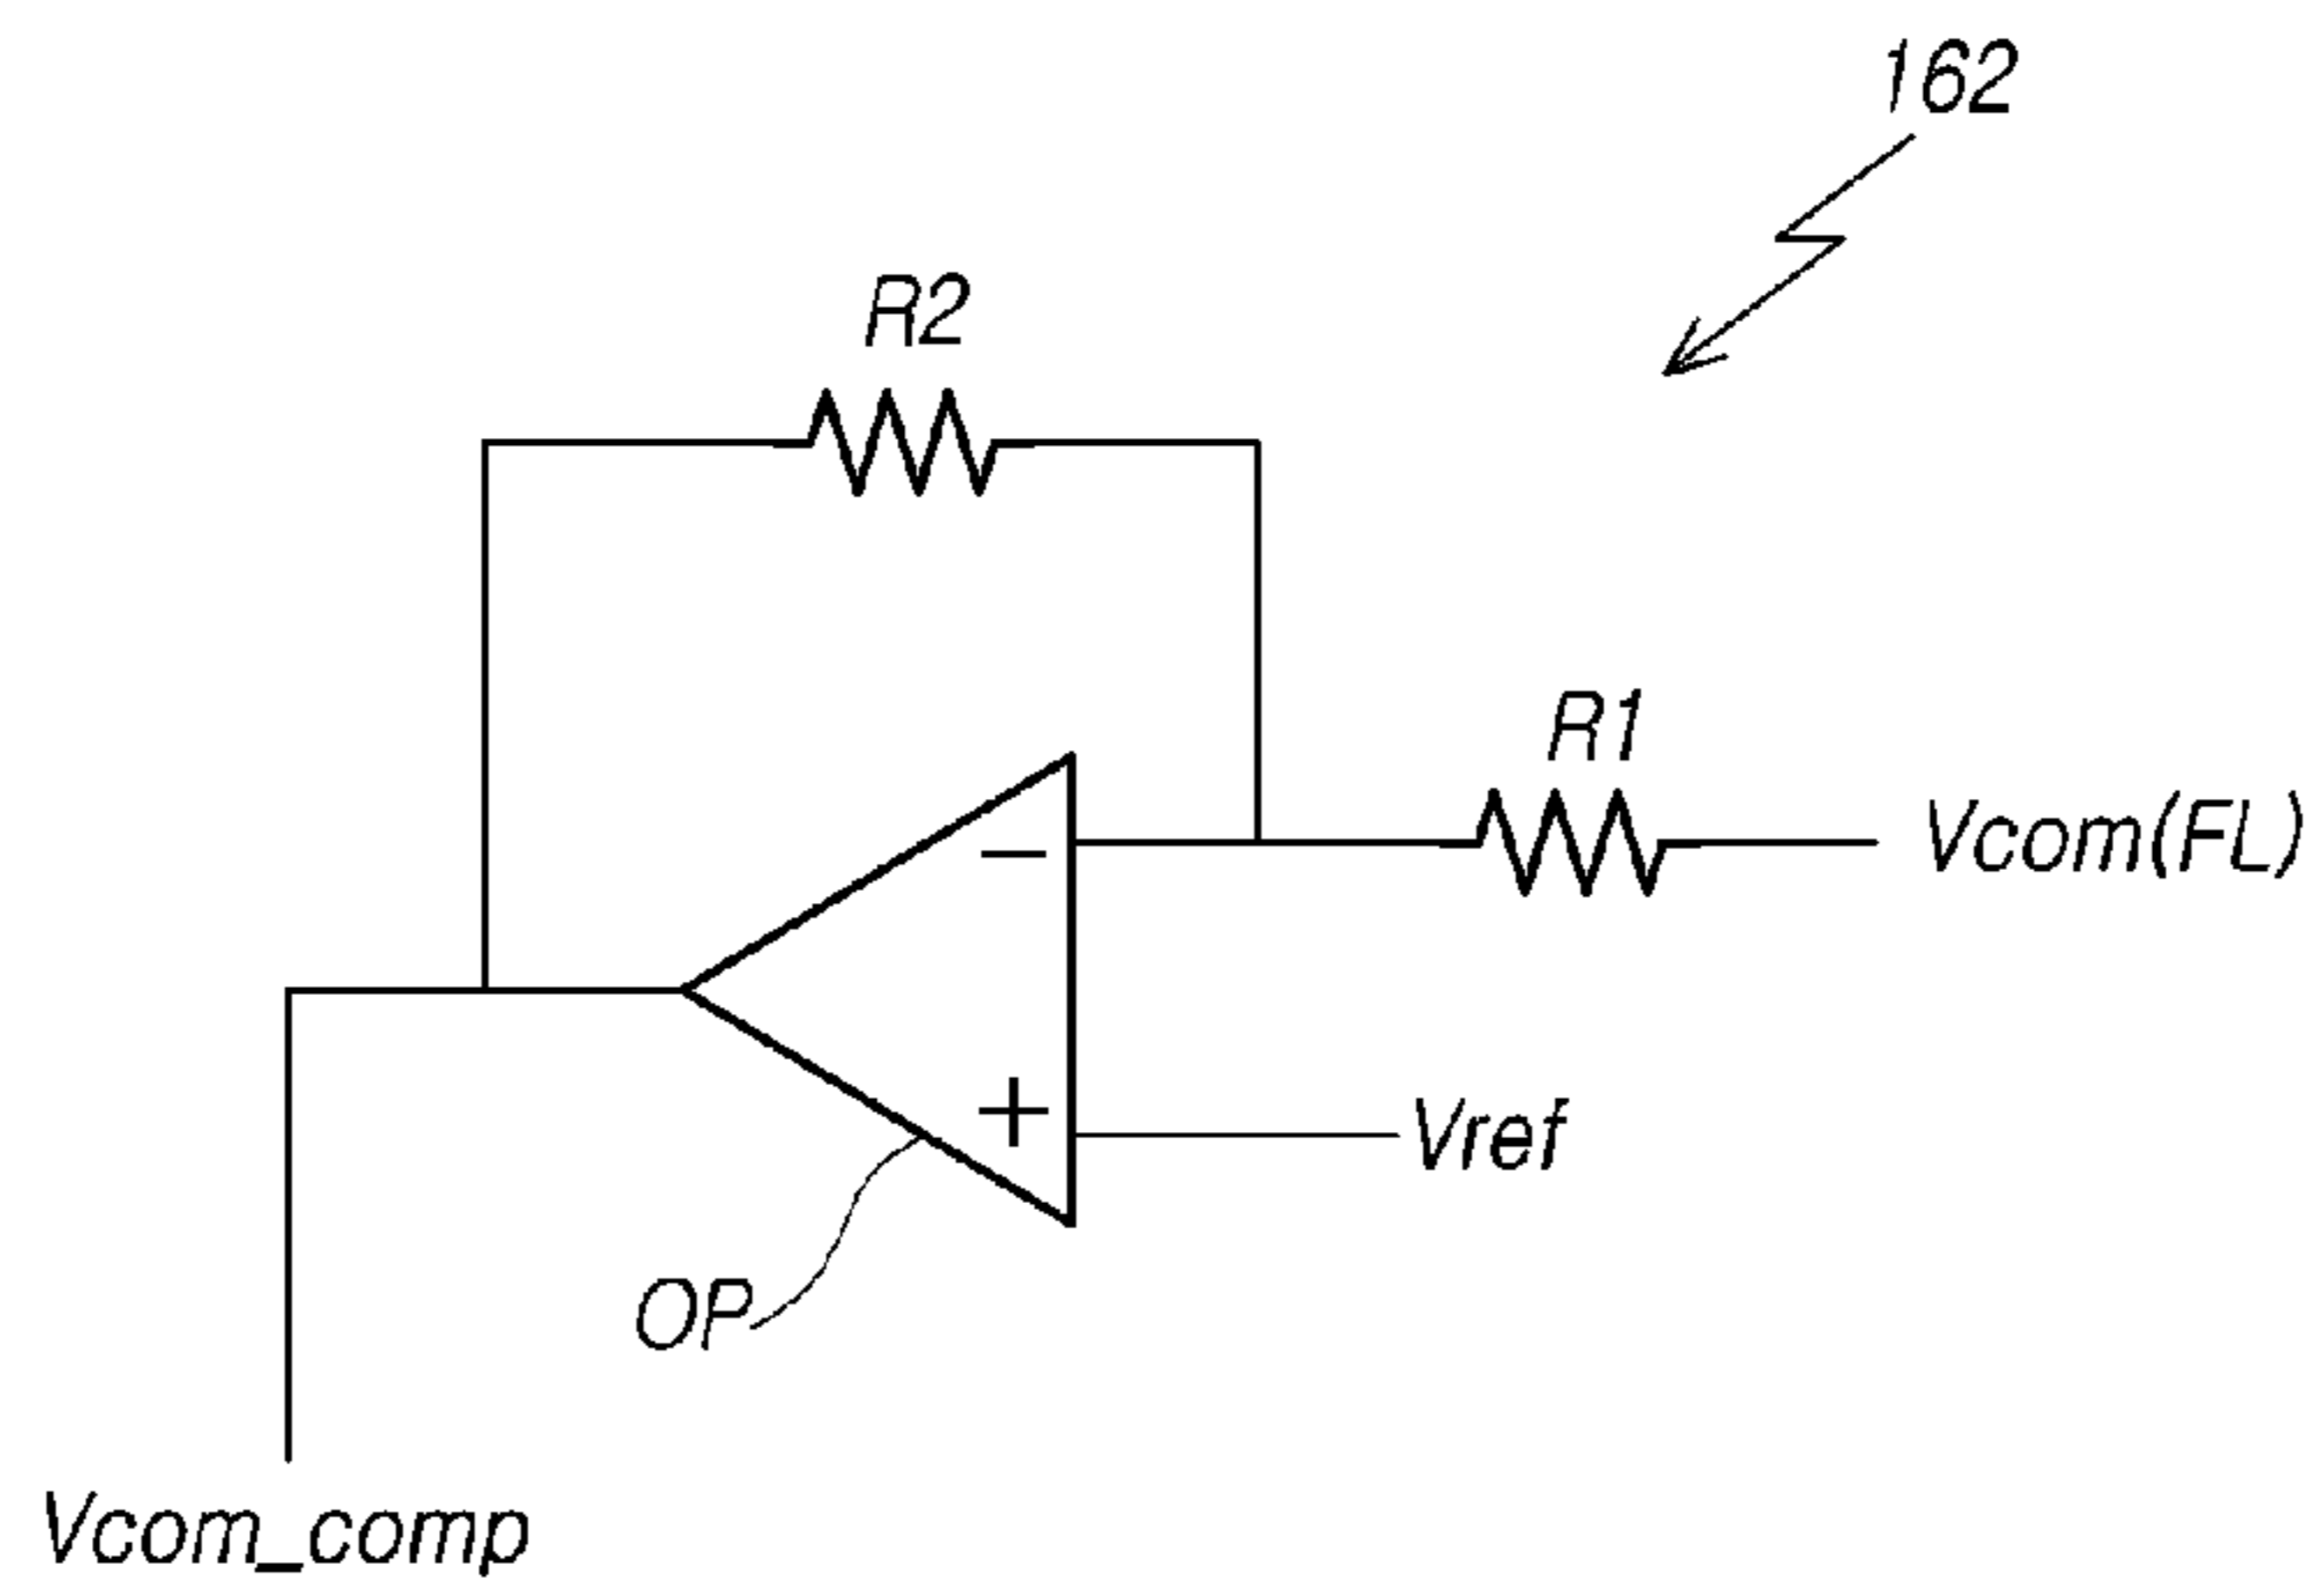 162
R2
R1
Vcom(FL)
−
+
Vref
OP
Vcom_comp